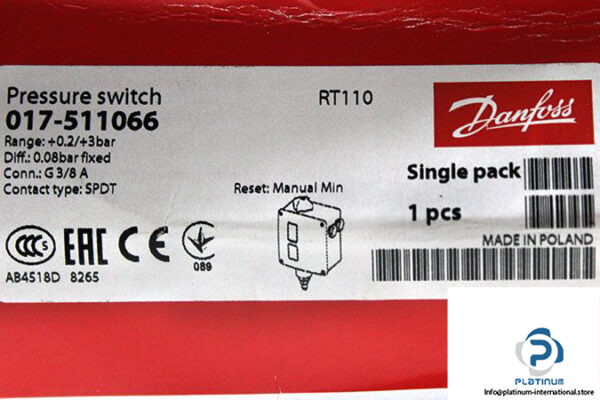 Pressure switch
RT110
017-511066
Range: +0.2/+3bar
Diff.: 0.08bar fixed
Conn.: G 3/8 A
Contact type: SPDT
Reset: Manual Min
Danfoss
Single pack
1 pcs
MADE IN POLAND
CCC S
EAC
CE
089
AB4518D 8265
PLATINUM
Info@platinum-international.store